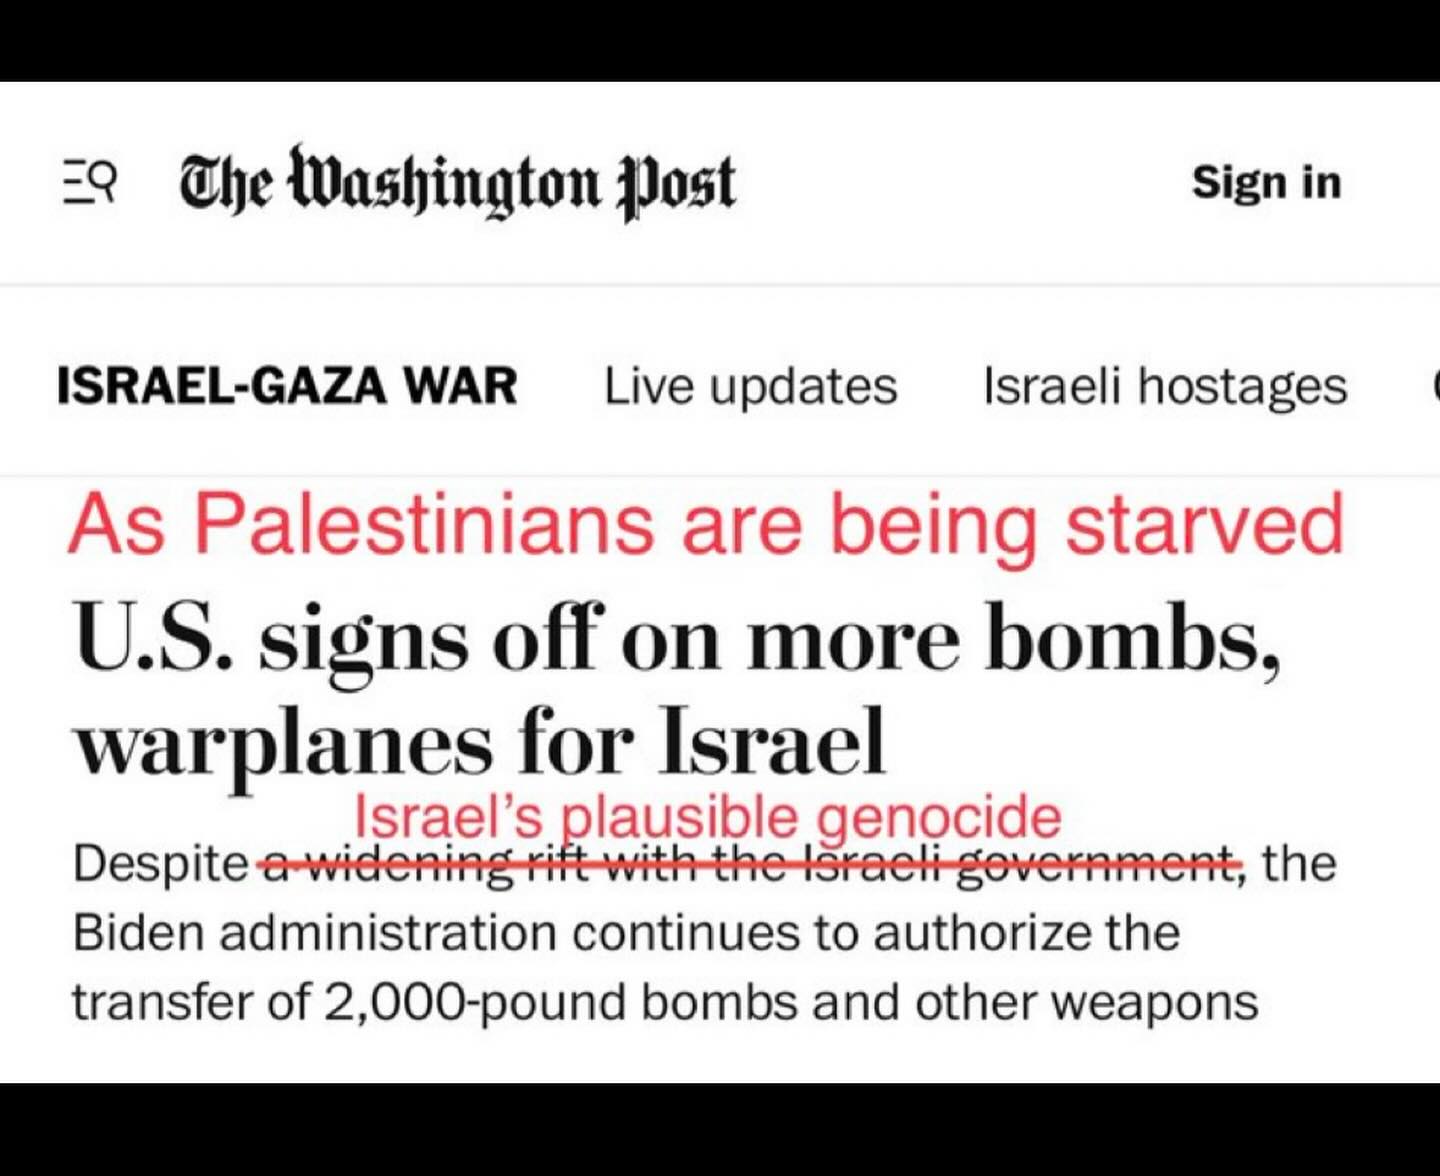 The Washington Post
Sign in
ISRAEL-GAZA WAR Live updates Israeli hostages
As Palestinians are being starved
U.S. signs off on more bombs,
warplanes for Israel
Israel's plausible genocide
Despite a widening rift with the Israeli government, the
Biden administration continues to authorize the
transfer of 2,000-pound bombs and other weapons